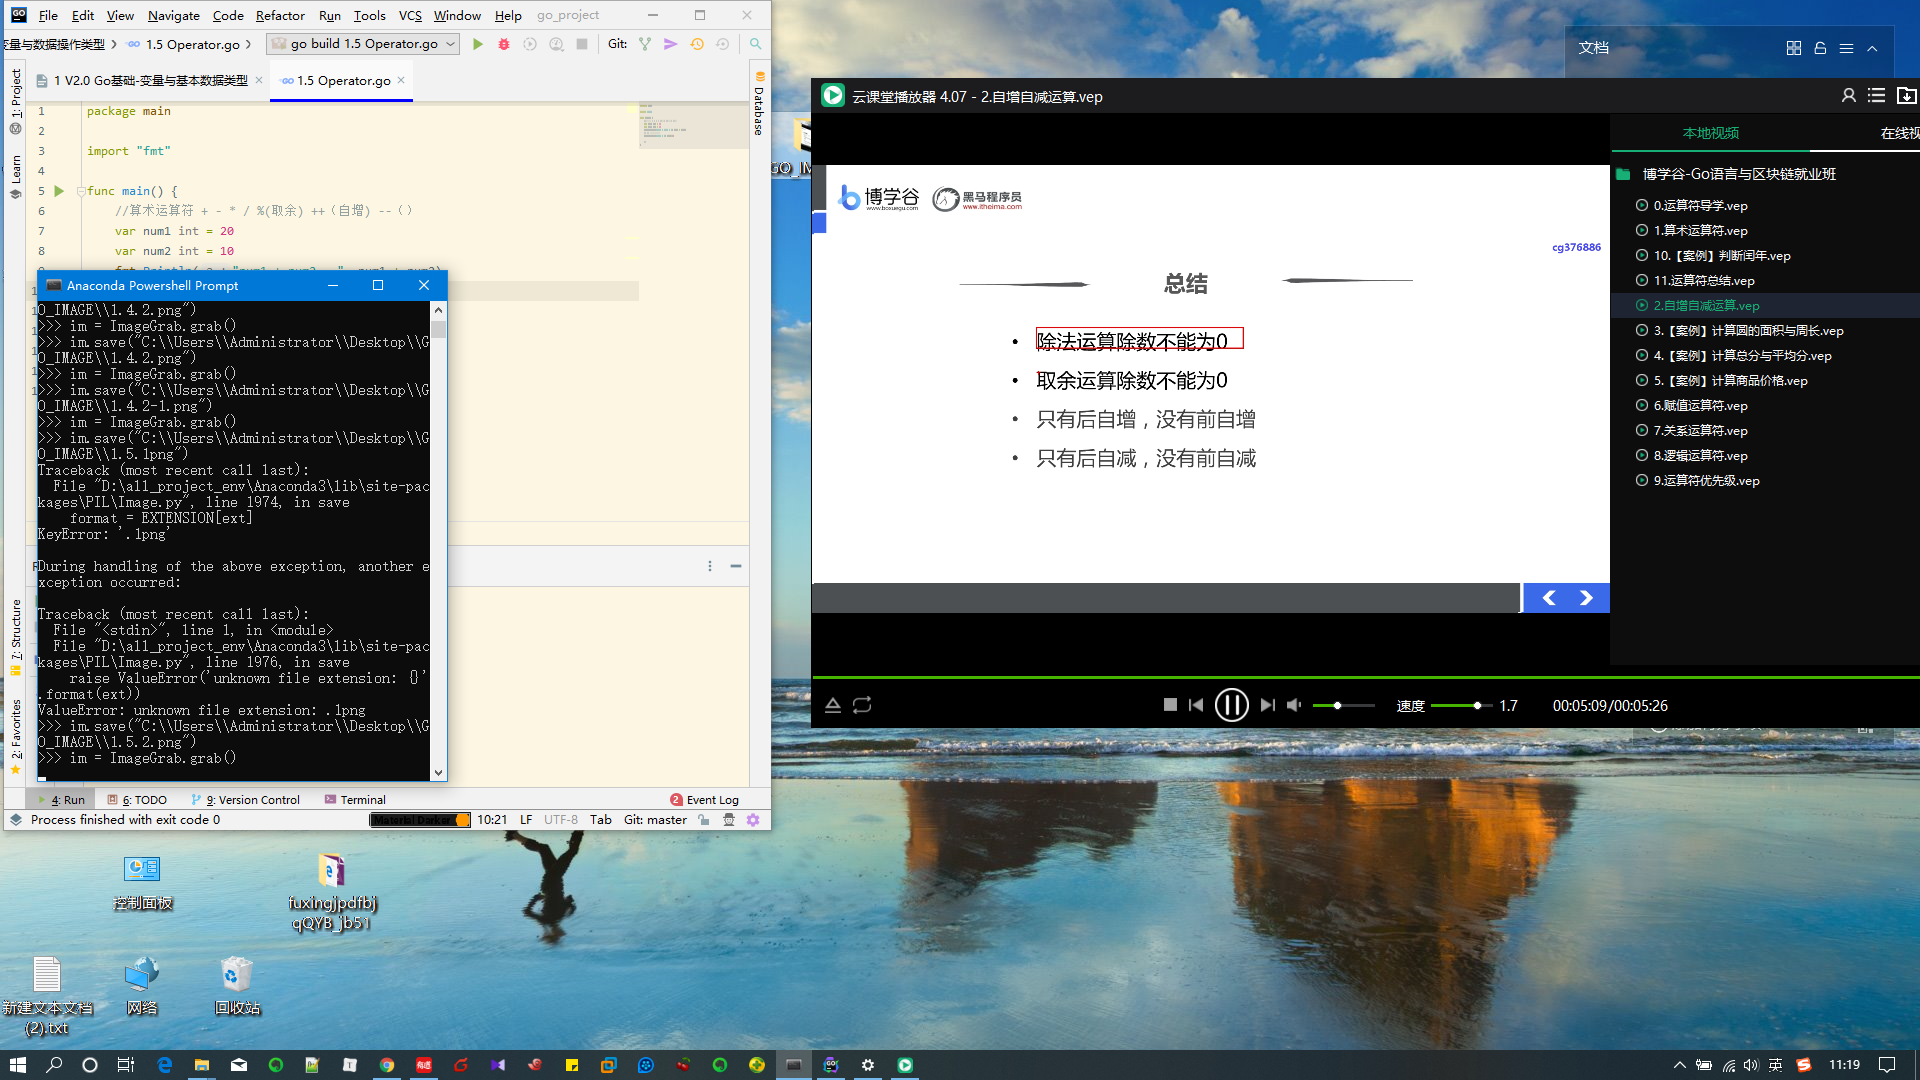 File Edit View Navigate Code Refactor Run Tools VCS Window Help go_project
变量与数据操作类型 1.5 Operator.go go build 1.5 Operator.go Git:
1 V2.0 Go基础-变量与基本数据类型 1.5 Operator.go
1: Project
Learn
7: Structure
2: Favorites
Database
1 package main
2
3 import "fmt"
4
5 func main() {
6 //算术运算符 + - * / %(取余) ++（自增) --（）
7 var num1 int = 20
8 var num2 int = 10
Anaconda Powershell Prompt
O_IMAGE\\1.4.2.png")
>>> im = ImageGrab.grab()
>>> im.save("C:\\Users\\Administrator\\Desktop\\G
O_IMAGE\\1.4.2.png")
>>> im = ImageGrab.grab()
>>> im.save("C:\\Users\\Administrator\\Desktop\\G
O_IMAGE\\1.4.2-1.png")
>>> im = ImageGrab.grab()
>>> im.save("C:\\Users\\Administrator\\Desktop\\G
O_IMAGE\\1.5.1png")
Traceback (most recent call last):
File "D:\all_project_env\Anaconda3\lib\site-pac
kages\PIL\Image.py", line 1974, in save
format = EXTENSION[ext]
KeyError: '.1png'
During handling of the above exception, another e
xception occurred:
Traceback (most recent call last):
File "<stdin>", line 1, in <module>
File "D:\all_project_env\Anaconda3\lib\site-pac
kages\PIL\Image.py", line 1976, in save
raise ValueError('unknown file extension: {}'
.format(ext))
ValueError: unknown file extension: .1png
>>> im.save("C:\\Users\\Administrator\\Desktop\\G
O_IMAGE\\1.5.2.png")
>>> im = ImageGrab.grab()
4: Run 6: TODO 9: Version Control Terminal 2 Event Log
Process finished with exit code 0 Material Darker 10:21 LF UTF-8 Tab Git: master
文档
GO_IM
云课堂播放器 4.07 - 2.自增自减运算.vep
本地视频 在线视
博学谷-Go语言与区块链就业班
0.运算符导学.vep
1.算术运算符.vep
10.【案例】判断闰年.vep
11.运算符总结.vep
2.自增自减运算.vep
3.【案例】计算圆的面积与周长.vep
4.【案例】计算总分与平均分.vep
5.【案例】计算商品价格.vep
6.赋值运算符.vep
7.关系运算符.vep
8.逻辑运算符.vep
9.运算符优先级.vep
博学谷
www.boxuegu.com
黑马程序员
www.itheima.com
cg376886
总结
• 除法运算除数不能为0
• 取余运算除数不能为0
• 只有后自增，没有前自增
• 只有后自减，没有前自减
速度 1.7 00:05:09/00:05:26
控制面板
fuxingjjpdfbj
qQYB_jb51
新建文本文档
(2).txt
网络
回收站
英 11:19